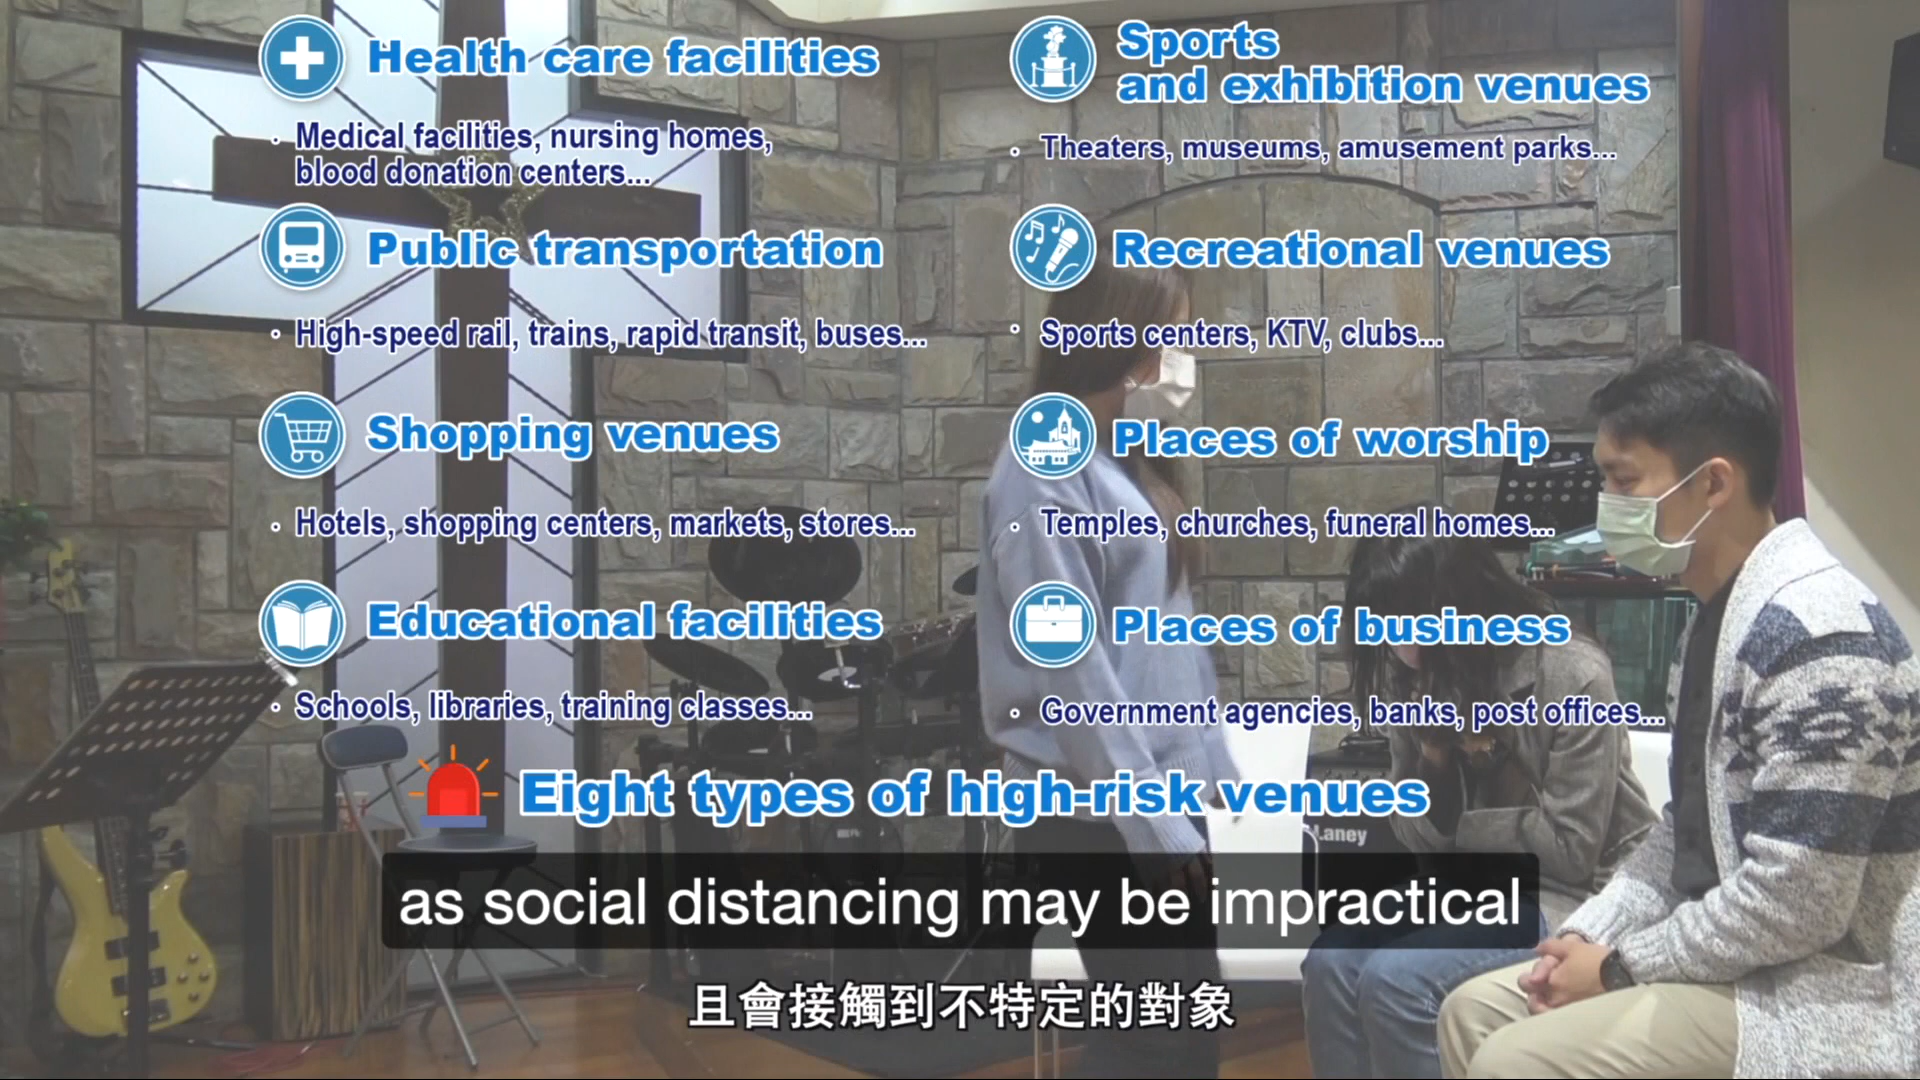 Health care facilities
Medical facilities, nursing homes,
blood donation centers...
Public transportation
High-speed rail, trains, rapid transit, buses...
Shopping venues
Hotels, shopping centers, markets, stores...
Educational facilities
Schools, libraries, training classes...
Sports
and exhibition venues
Theaters, museums, amusement parks...
Recreational venues
Sports centers, KTV, clubs...
Places of worship
Temples, churches, funeral homes...
Places of business
Government agencies, banks, post offices...
Eight types of high-risk venues
Laney
as social distancing may be impractical
且會接觸到不特定的對象